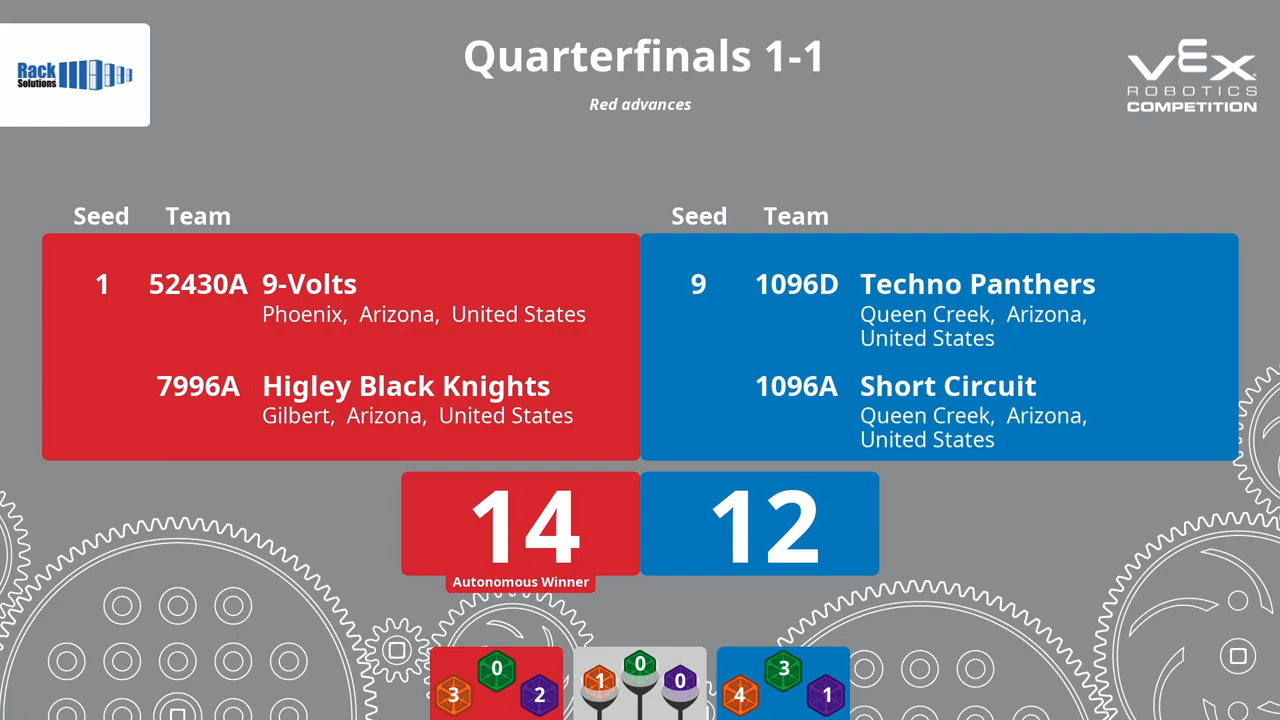 Rack
Solutions
Quarterfinals 1-1
Red advances
VEX
ROBOTICS
COMPETITION
Seed Team
Seed Team
1 52430A 9-Volts
Phoenix, Arizona, United States
7996A Higley Black Knights
Gilbert, Arizona, United States
9 1096D Techno Panthers
Queen Creek, Arizona,
United States
1096A Short Circuit
Queen Creek, Arizona,
United States
14
12
Autonomous Winner
3 0 2
1 0 0
4 3 1